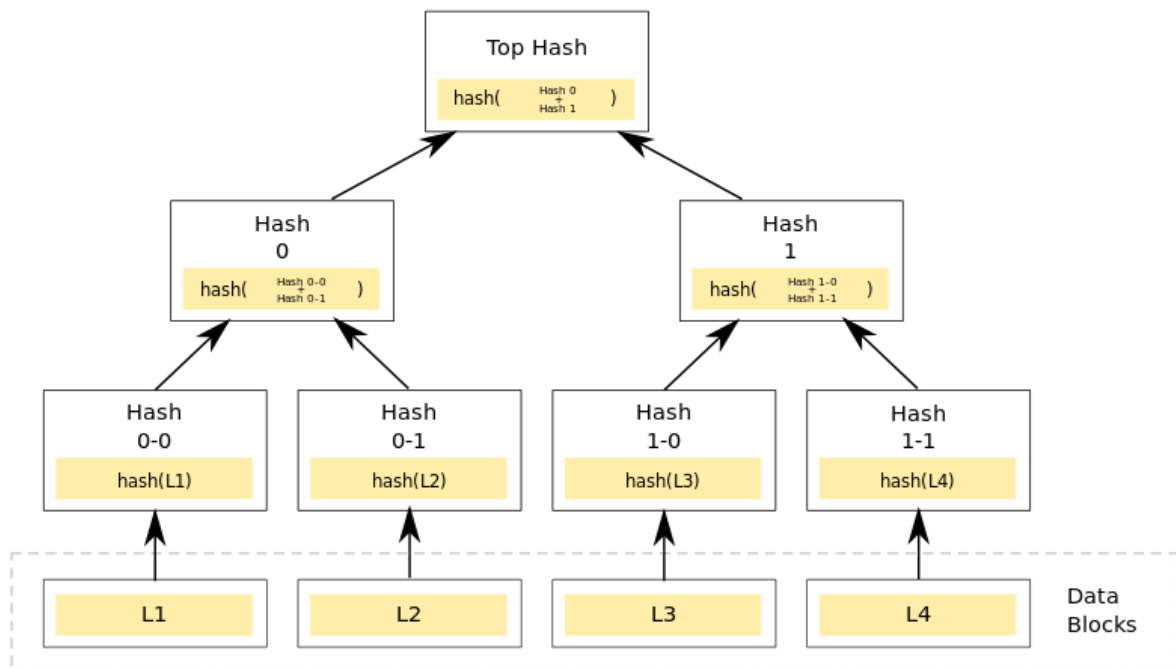 Top Hash
hash( Hash 0 + Hash 1 )
Hash
0
hash( Hash 0-0 + Hash 0-1 )
Hash
1
hash( Hash 1-0 + Hash 1-1 )
Hash
0-0
hash(L1)
Hash
0-1
hash(L2)
Hash
1-0
hash(L3)
Hash
1-1
hash(L4)
L1
L2
L3
L4
Data
Blocks